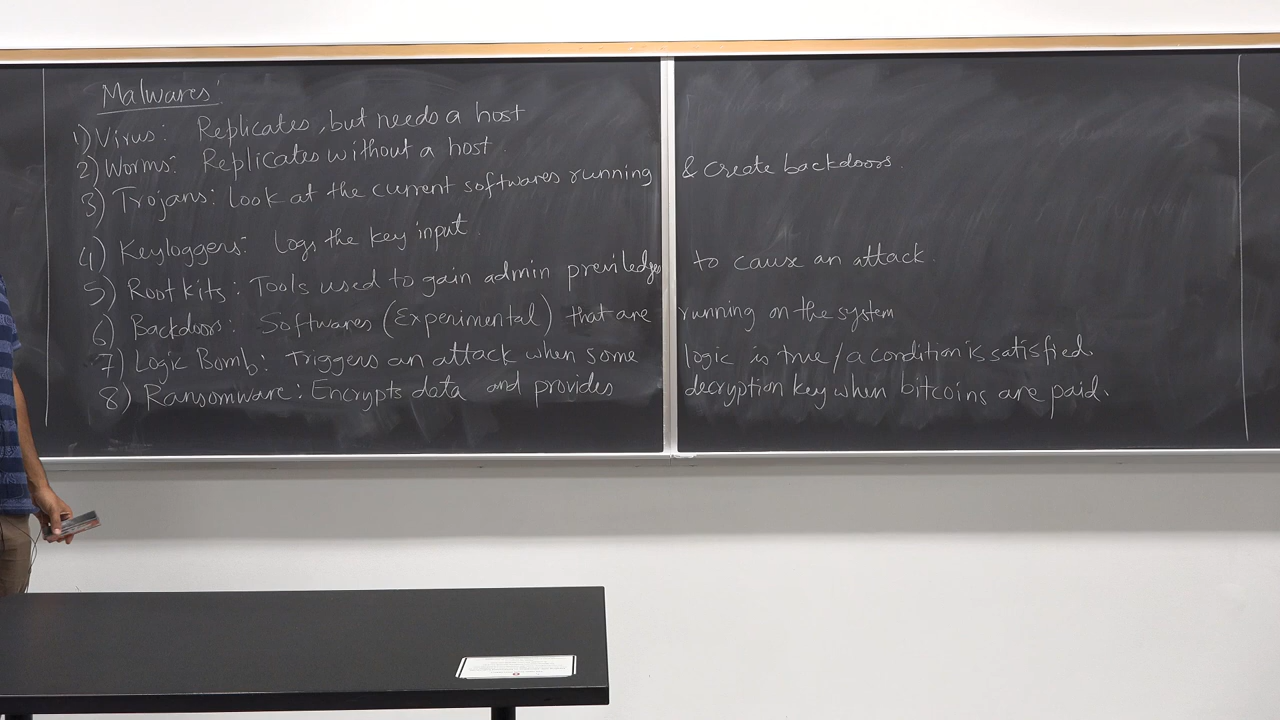 Malwares:
1) Virus: Replicates, but needs a host
2) Worms: Replicates without a host.
3) Trojans: Look at the current softwares running & create backdoors.
4) Keyloggers: Logs the key input.
5) Root kits: Tools used to gain admin previledges to cause an attack.
6) Backdoors: Softwares (Experimental) that are running on the system
7) Logic Bomb: Triggers an attack when some logic is true / a condition is satisfied.
8) Ransomware: Encrypts data and provides decryption key when bitcoins are paid.